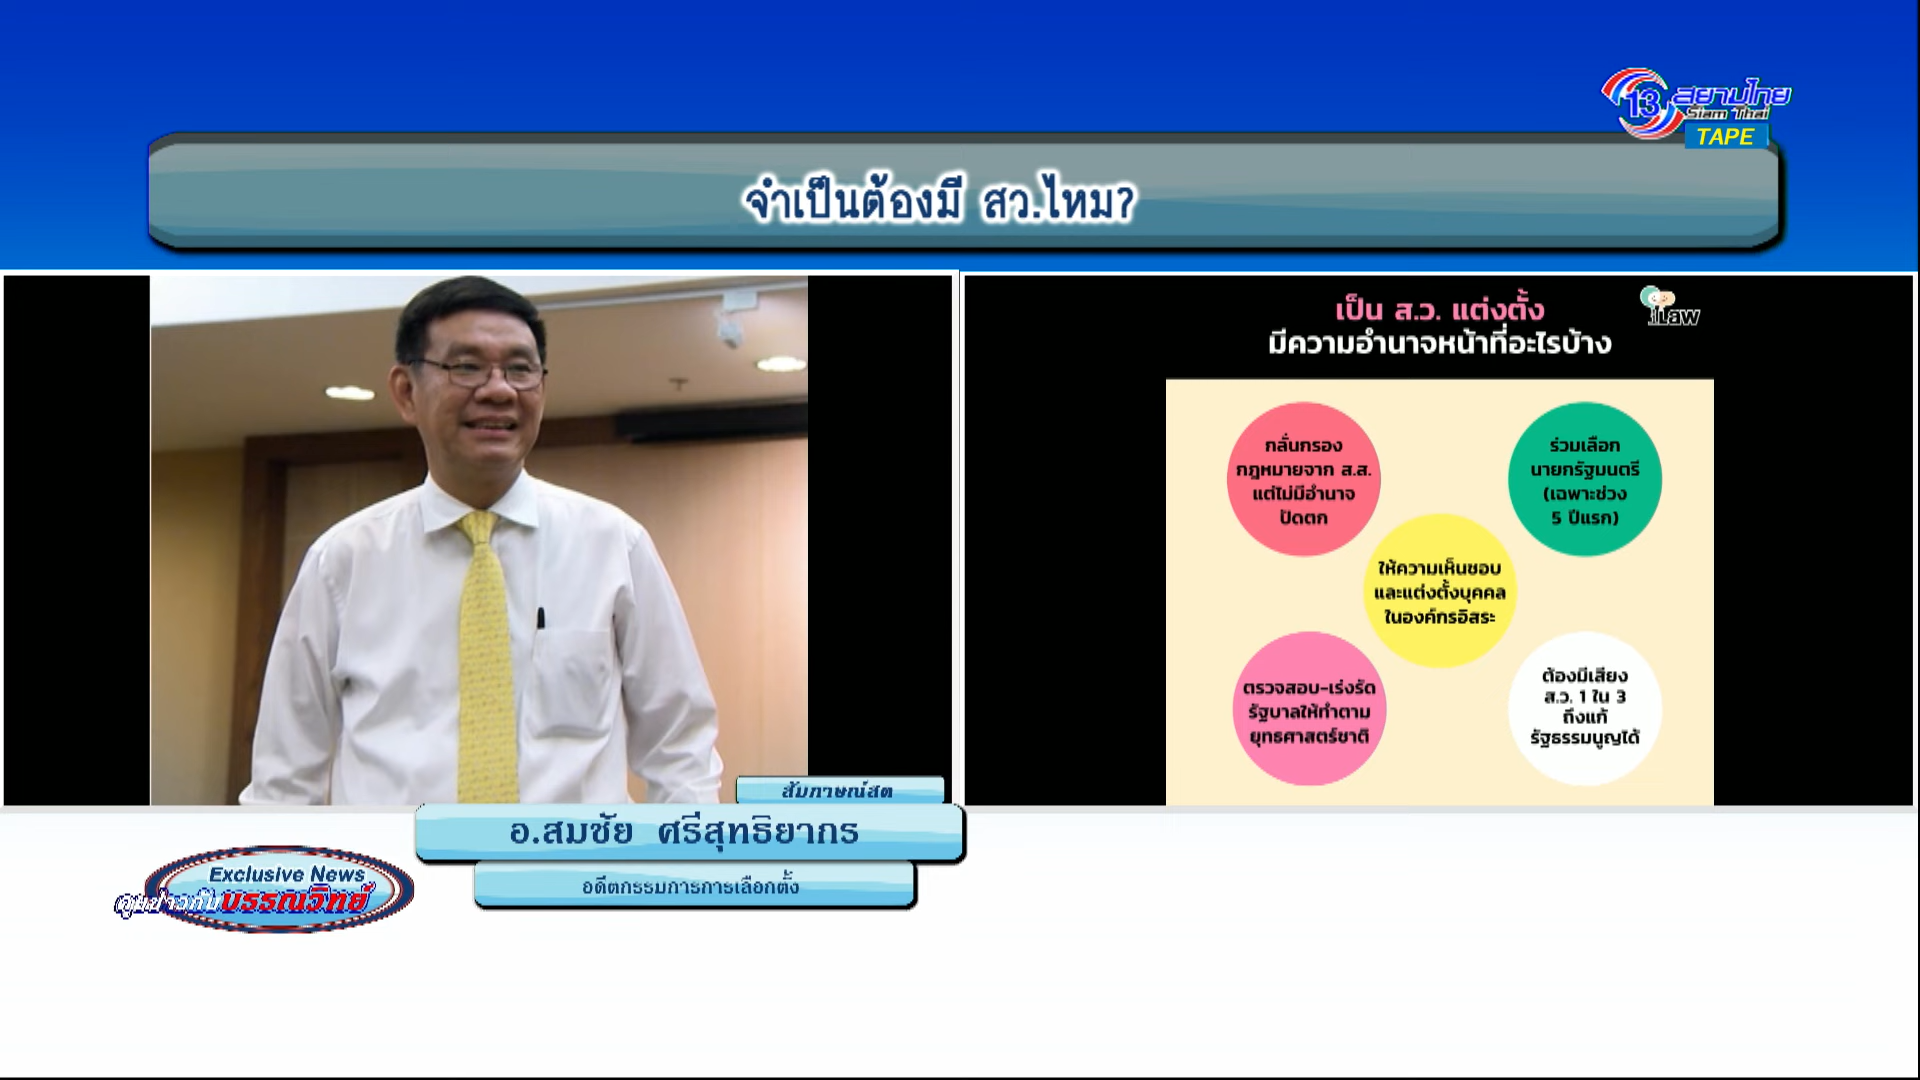 13 สยามไทย
Siam Thai
TAPE
จำเป็นต้องมี สว.ไหม?
เป็น ส.ว. แต่งตั้ง
มีความอำนาจหน้าที่อะไรบ้าง
iLaw
กลั่นกรอง
กฎหมายจาก ส.ส.
แต่ไม่มีอำนาจ
ปัดตก
ร่วมเลือก
นายกรัฐมนตรี
(เฉพาะช่วง
5 ปีแรก)
ให้ความเห็นชอบ
และแต่งตั้งบุคคล
ในองค์กรอิสระ
ตรวจสอบ-เร่งรัด
รัฐบาลให้ทำตาม
ยุทธศาสตร์ชาติ
ต้องมีเสียง
ส.ว. 1 ใน 3
ถึงแก้
รัฐธรรมนูญได้
สัมภาษณ์สด
อ.สมชัย ศรีสุทธิยากร
อดีตกรรมการการเลือกตั้ง
Exclusive News
คุยข่าวกับบรรณวิทย์